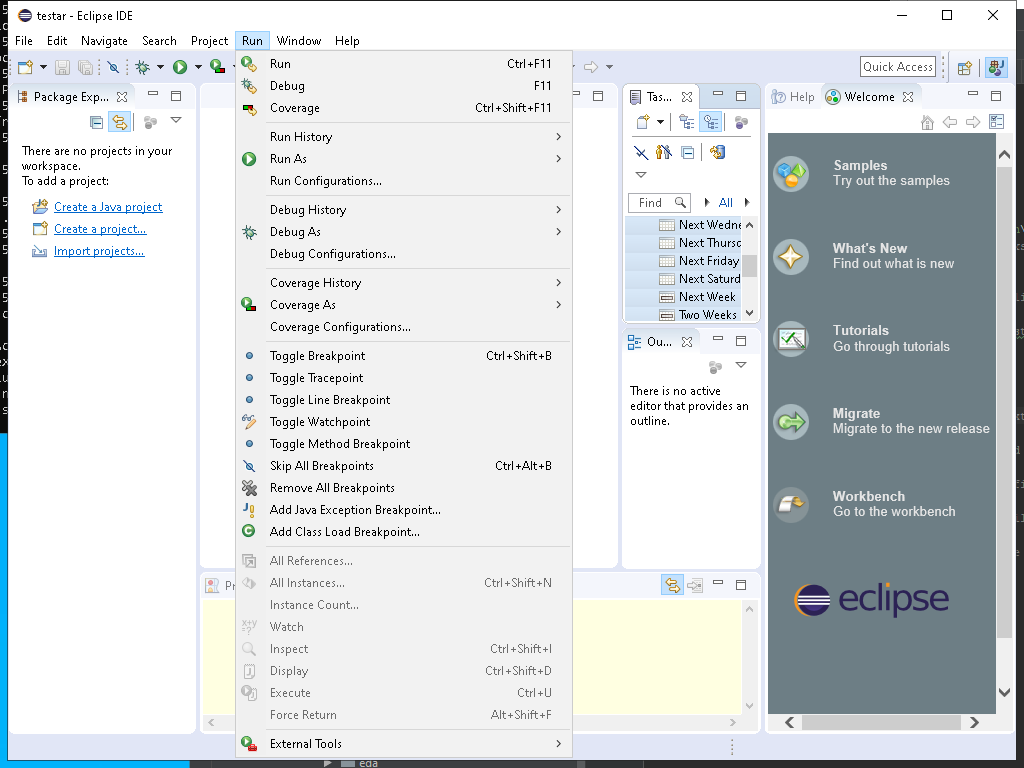 testar - Eclipse IDE
File Edit Navigate Search Project Run Window Help
Quick Access
Package Exp...
There are no projects in your
workspace.
To add a project:
Create a Java project
Create a project...
Import projects...
Run Ctrl+F11
Debug F11
Coverage Ctrl+Shift+F11
Run History
Run As
Run Configurations...
Debug History
Debug As
Debug Configurations...
Coverage History
Coverage As
Coverage Configurations...
Toggle Breakpoint Ctrl+Shift+B
Toggle Tracepoint
Toggle Line Breakpoint
Toggle Watchpoint
Toggle Method Breakpoint
Skip All Breakpoints Ctrl+Alt+B
Remove All Breakpoints
Add Java Exception Breakpoint...
Add Class Load Breakpoint...
All References...
All Instances... Ctrl+Shift+N
Instance Count...
Watch
Inspect Ctrl+Shift+I
Display Ctrl+Shift+D
Execute Ctrl+U
Force Return Alt+Shift+F
External Tools
Tas...
Find All
Next Wedne
Next Thursd
Next Friday
Next Saturd
Next Week
Two Weeks
Ou...
There is no active
editor that provides an
outline.
Help Welcome
Samples
Try out the samples
What's New
Find out what is new
Tutorials
Go through tutorials
Migrate
Migrate to the new release
Workbench
Go to the workbench
eclipse
eda